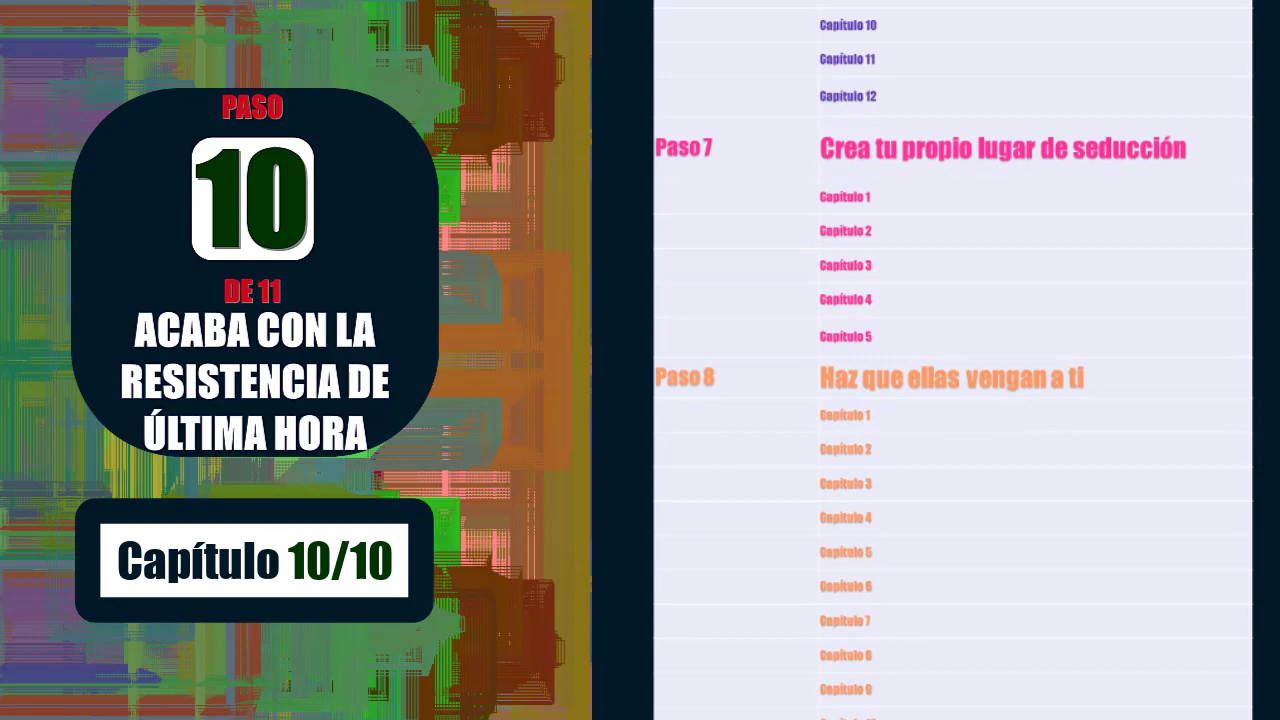 PASO
10
DE 11
ACABA CON LA
RESISTENCIA DE
ÚLTIMA HORA
Capítulo 10/10
Capítulo 10
Capítulo 11
Capítulo 12
Paso 7
Crea tu propio lugar de seducción
Capítulo 1
Capítulo 2
Capítulo 3
Capítulo 4
Capítulo 5
Paso 8
Haz que ellas vengan a ti
Capítulo 1
Capítulo 2
Capítulo 3
Capítulo 4
Capítulo 5
Capítulo 6
Capítulo 7
Capítulo 8
Capítulo 9